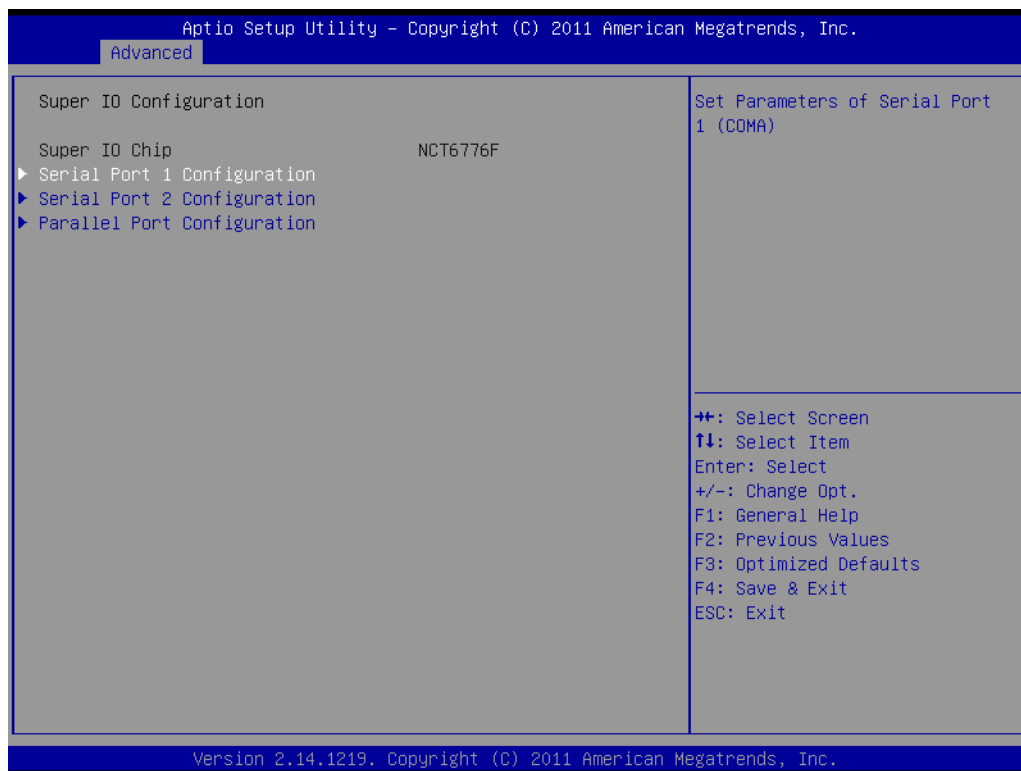 Aptio Setup Utility – Copyright (C) 2011 American Megatrends, Inc.
Advanced
Super IO Configuration
Super IO Chip NCT6776F
Serial Port 1 Configuration
Serial Port 2 Configuration
Parallel Port Configuration
Set Parameters of Serial Port
1 (COMA)
→←: Select Screen
↑↓: Select Item
Enter: Select
+/-: Change Opt.
F1: General Help
F2: Previous Values
F3: Optimized Defaults
F4: Save & Exit
ESC: Exit
Version 2.14.1219. Copyright (C) 2011 American Megatrends, Inc.